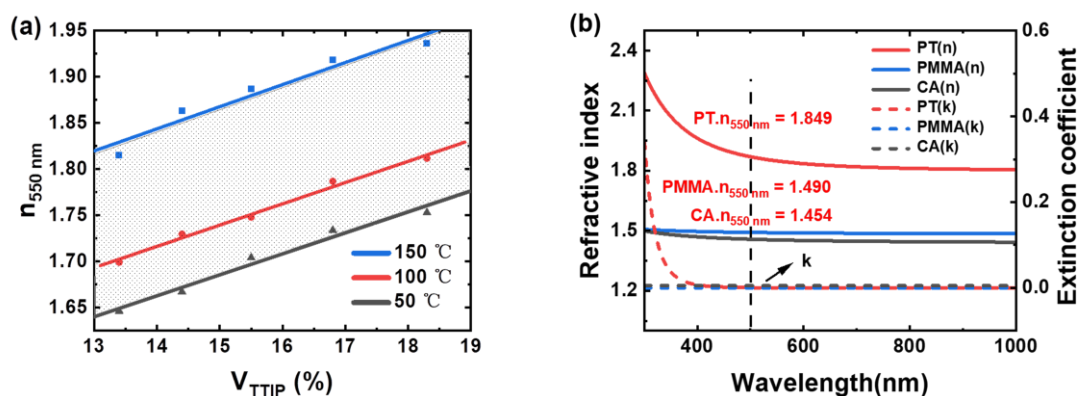 (a)
n550 nm
1.95
1.90
1.85
1.80
1.75
1.70
1.65
150 ℃
100 ℃
50 ℃
13 14 15 16 17 18 19
VTTIP (%)
(b)
Refractive index
2.4
2.1
1.8
1.5
1.2
PT(n)
PMMA(n)
CA(n)
PT(k)
PMMA(k)
CA(k)
PT.n550 nm = 1.849
PMMA.n550 nm = 1.490
CA.n550 nm = 1.454
k
0.6
0.4
0.2
0.0
Extinction coefficient
400 600 800 1000
Wavelength(nm)